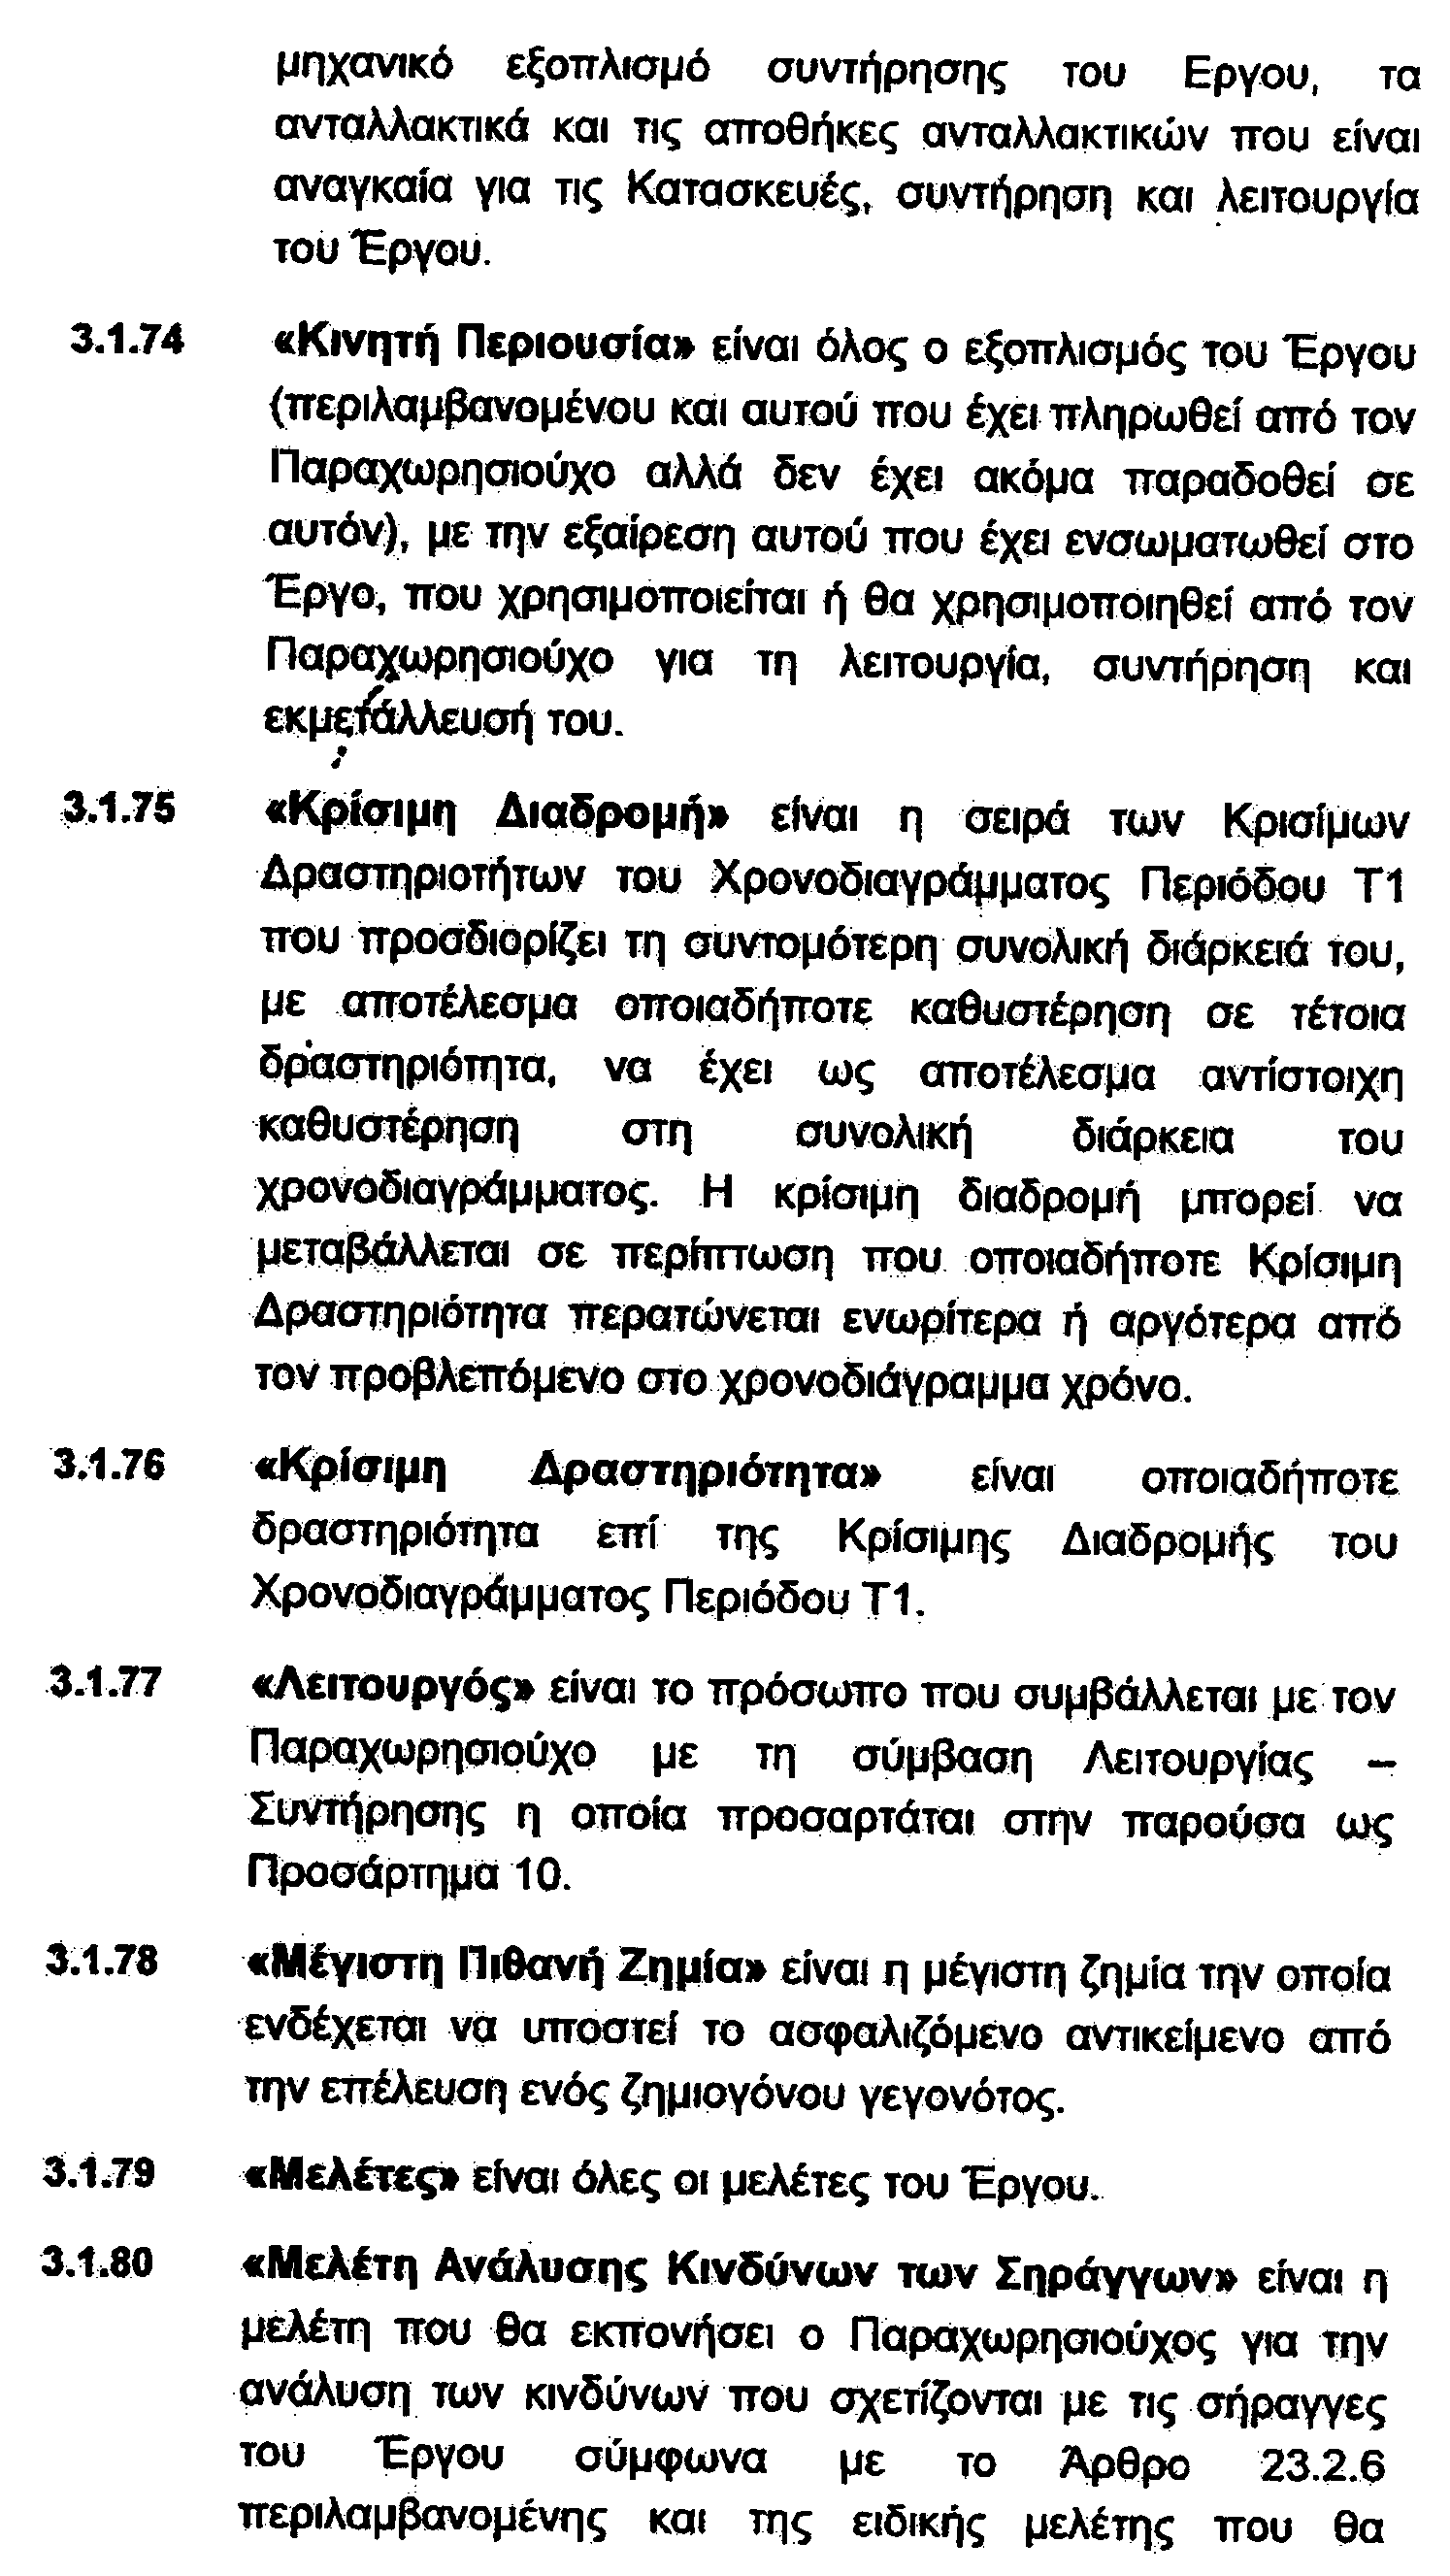 μηχανικό εξοπλισμό συντήρησης του Εργου, τα
ανταλλακτικά και τις αποθήκες ανταλλακτικών που είναι
αναγκαία για τις Κατασκευές, συντήρηση και λειτουργία
του Έργου.
3.1.74 «Κινητή Περιουσία» είναι όλος ο εξοπλισμός του Έργου
(περιλαμβανομένου και αυτού που έχει πληρωθεί από τον
Παραχωρησιούχο αλλά δεν έχει ακόμα παραδοθεί σε
αυτόν), με την εξαίρεση αυτού που έχει ενσωματωθεί στο
Έργο, που χρησιμοποιείται ή θα χρησιμοποιηθεί από τον
Παραχωρησιούχο για τη λειτουργία, συντήρηση και
εκμετάλλευσή του.
3.1.75 «Κρίσιμη Διαδρομή» είναι η σειρά των Κρισίμων
Δραστηριοτήτων του Χρονοδιαγράμματος Περιόδου Τ1
που προσδιορίζει τη συντομότερη συνολική διάρκειά του,
με αποτέλεσμα οποιαδήποτε καθυστέρηση σε τέτοια
δραστηριότητα, να έχει ως αποτέλεσμα αντίστοιχη
καθυστέρηση στη συνολική διάρκεια του
χρονοδιαγράμματος. Η κρίσιμη διαδρομή μπορεί να
μεταβάλλεται σε περίπτωση που οποιαδήποτε Κρίσιμη
Δραστηριότητα περατώνεται ενωρίτερα ή αργότερα από
τον προβλεπόμενο στο χρονοδιάγραμμα χρόνο.
3.1.76 «Κρίσιμη Δραστηριότητα» είναι οποιαδήποτε
δραστηριότητα επί της Κρίσιμης Διαδρομής του
Χρονοδιαγράμματος Περιόδου Τ1.
3.1.77 «Λειτουργός» είναι το πρόσωπο που συμβάλλεται με τον
Παραχωρησιούχο με τη σύμβαση Λειτουργίας –
Συντήρησης η οποία προσαρτάται στην παρούσα ως
Προσάρτημα 10.
3.1.78 «Μέγιστη Πιθανή Ζημία» είναι η μέγιστη ζημία την οποία
ενδέχεται να υποστεί το ασφαλιζόμενο αντικείμενο από
την επέλευση ενός ζημιογόνου γεγονότος.
3.1.79 «Μελέτες» είναι όλες οι μελέτες του Έργου.
3.1.80 «Μελέτη Ανάλυσης Κινδύνων των Σηράγγων» είναι η
μελέτη που θα εκπονήσει ο Παραχωρησιούχος για την
ανάλυση των κινδύνων που σχετίζονται με τις σήραγγες
του Έργου σύμφωνα με το Άρθρο 23.2.6
περιλαμβανομένης και της ειδικής μελέτης που θα